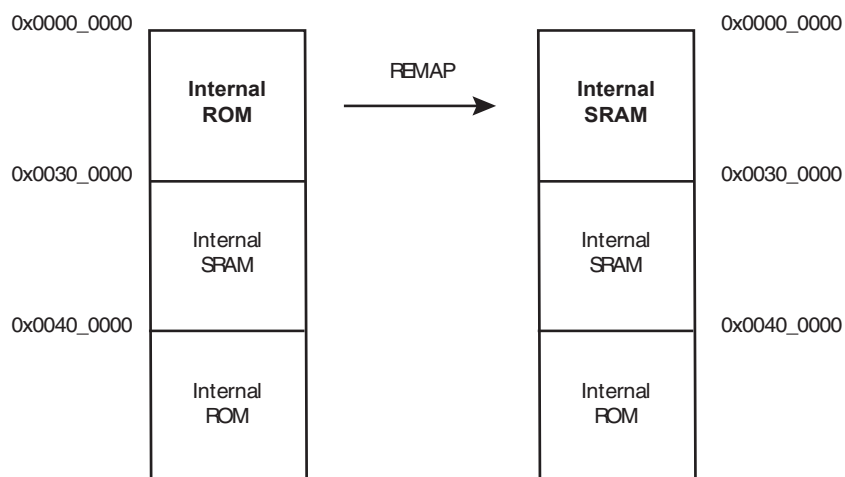 0x0000_0000
Internal
ROM
0x0030_0000
Internal
SRAM
0x0040_0000
Internal
ROM
REMAP
0x0000_0000
Internal
SRAM
0x0030_0000
Internal
SRAM
0x0040_0000
Internal
ROM